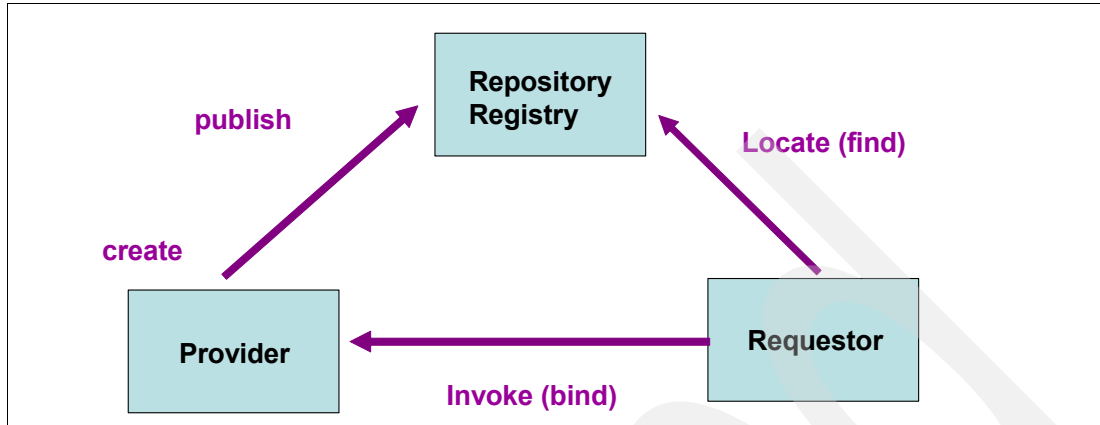 Repository
Registry
publish
Locate (find)
create
Provider
Requestor
Invoke (bind)